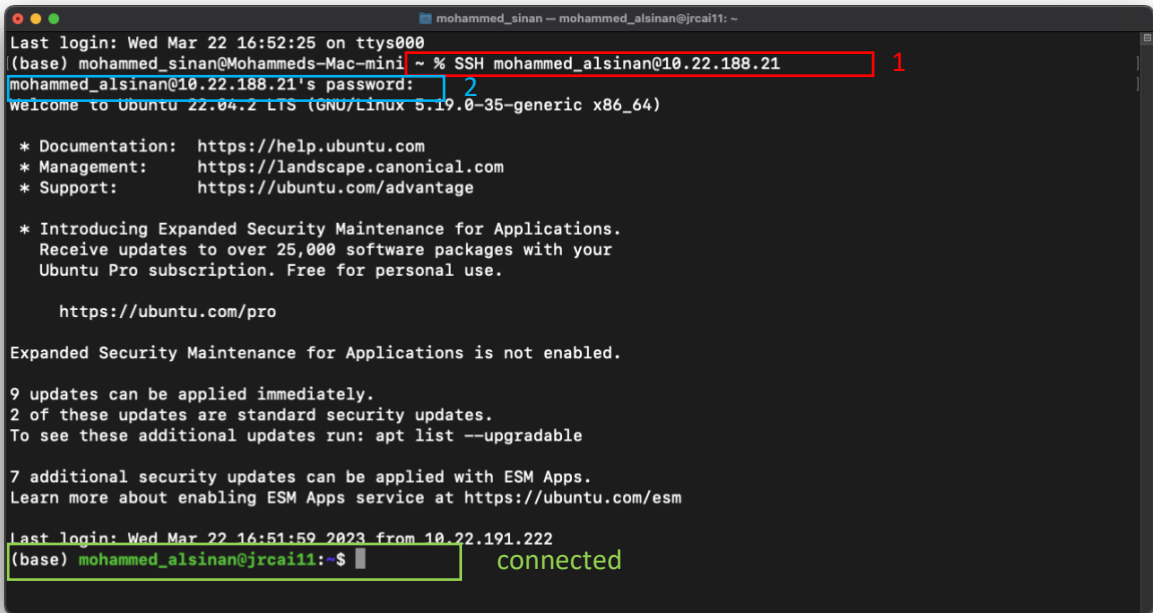 mohammed_sinan — mohammed_alsinan@jrcai11: ~
Last login: Wed Mar 22 16:52:25 on ttys000
[(base) mohammed_sinan@Mohammeds-Mac-mini ~ % SSH mohammed_alsinan@10.22.188.21 ] 1
mohammed_alsinan@10.22.188.21's password: ] 2
Welcome to Ubuntu 22.04.2 LTS (GNU/Linux 5.19.0-35-generic x86_64)
* Documentation: https://help.ubuntu.com
* Management: https://landscape.canonical.com
* Support: https://ubuntu.com/advantage
* Introducing Expanded Security Maintenance for Applications.
Receive updates to over 25,000 software packages with your
Ubuntu Pro subscription. Free for personal use.
https://ubuntu.com/pro
Expanded Security Maintenance for Applications is not enabled.
9 updates can be applied immediately.
2 of these updates are standard security updates.
To see these additional updates run: apt list --upgradable
7 additional security updates can be applied with ESM Apps.
Learn more about enabling ESM Apps service at https://ubuntu.com/esm
Last login: Wed Mar 22 16:51:59 2023 from 10.22.191.222
(base) mohammed_alsinan@jrcai11:~$ connected